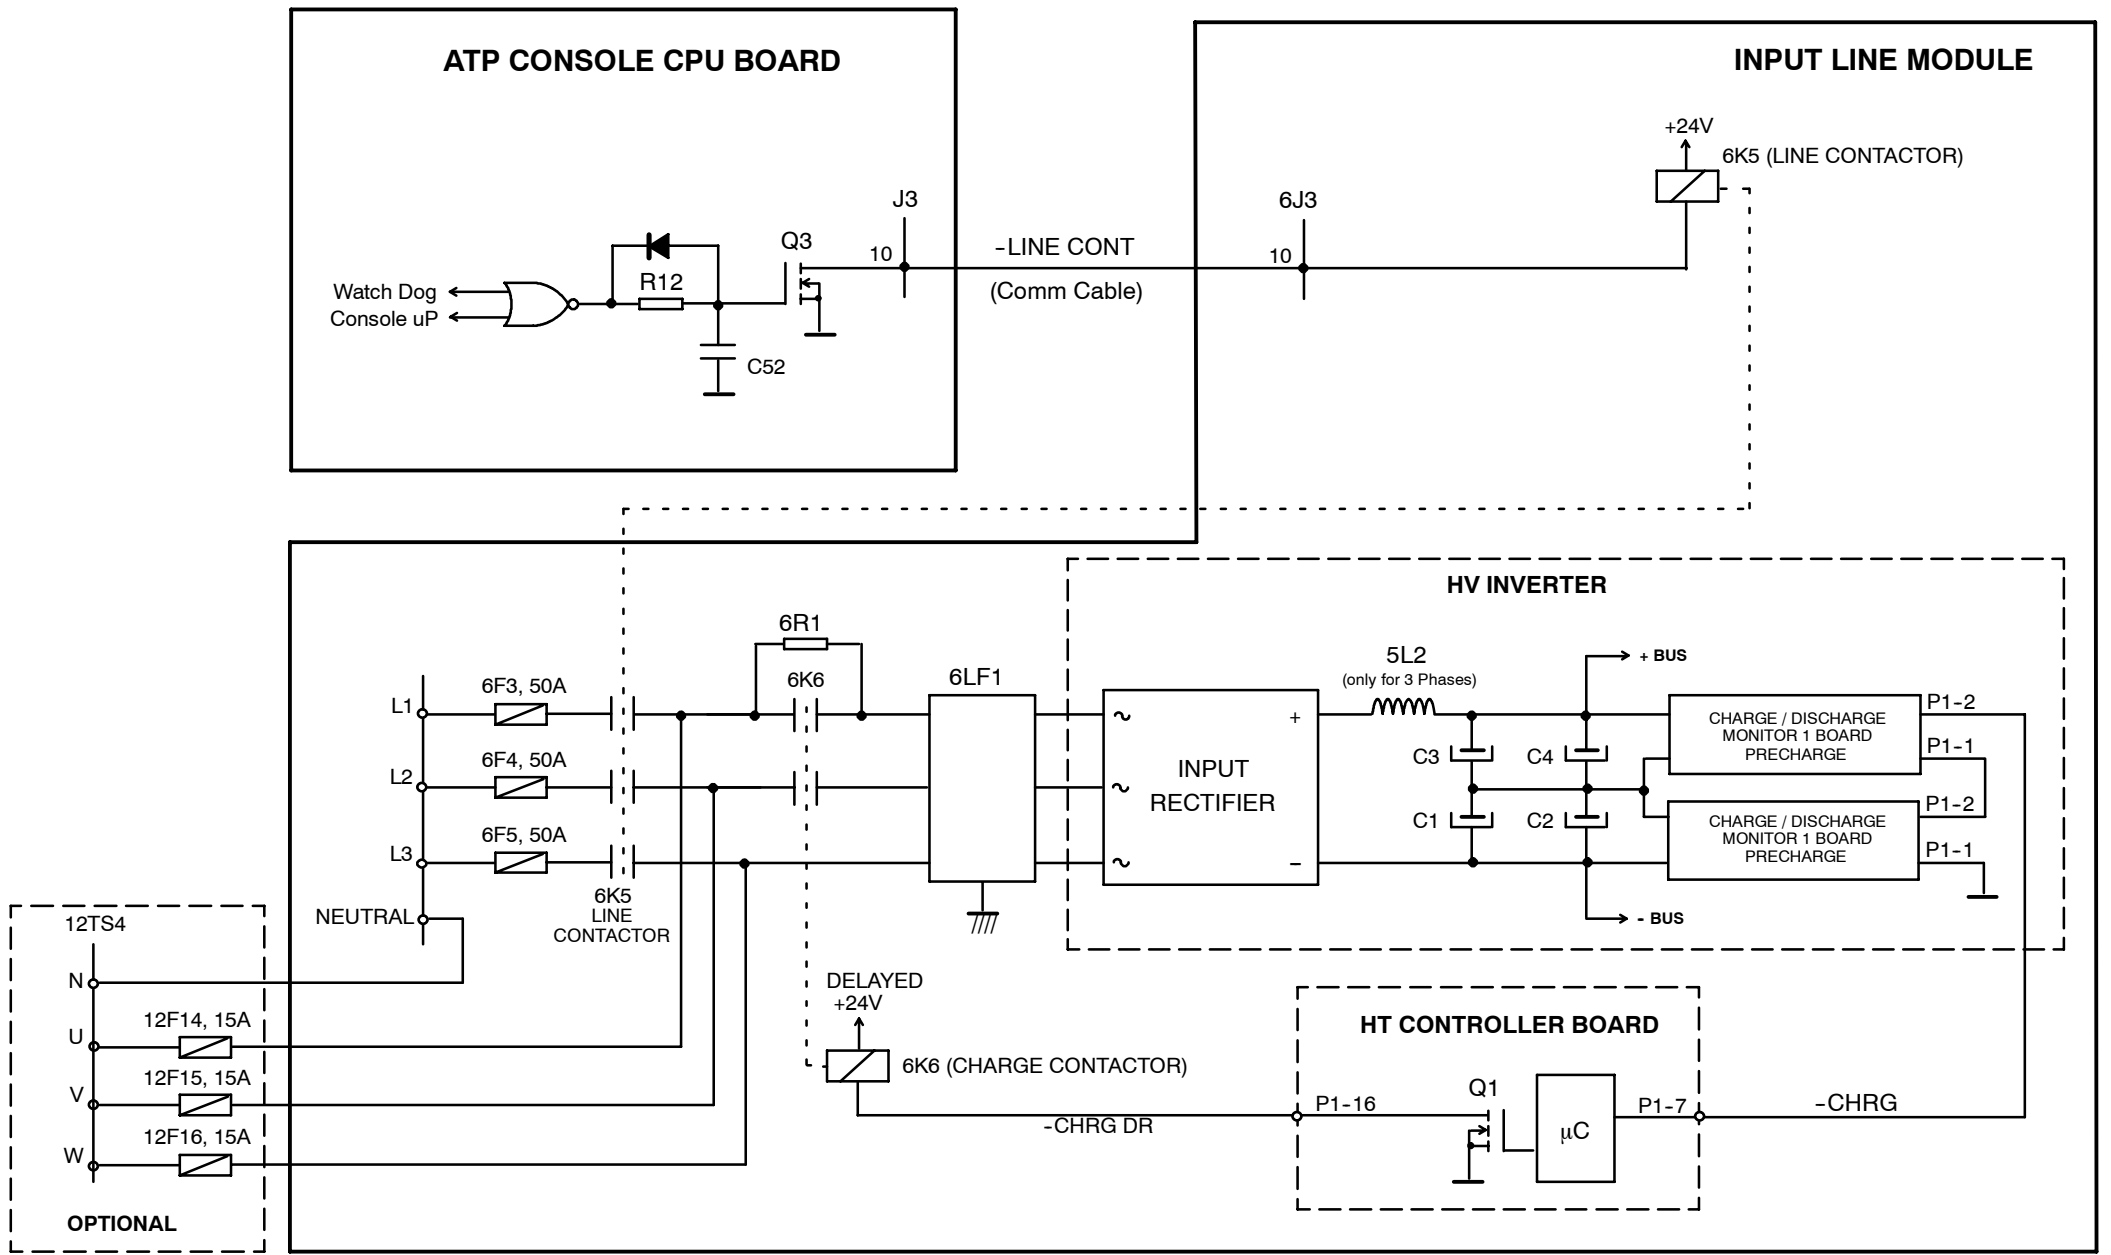 ATP CONSOLE CPU BOARD
INPUT LINE MODULE
+24V
6K5 (LINE CONTACTOR)
J3
6J3
Q3
10
-LINE CONT
10
R12
Watch Dog
(Comm Cable)
Console uP
C52
HV INVERTER
6R1
5L2
+ BUS
6F3, 50A
6K6
6LF1
(only for 3 Phases)
L1
P1-2
+
CHARGE / DISCHARGE
MONITOR 1 BOARD
PRECHARGE
P1-1
6F4, 50A
C3
C4
L2
INPUT
RECTIFIER
P1-2
C1
C2
CHARGE / DISCHARGE
MONITOR 1 BOARD
PRECHARGE
6F5, 50A
L3
P1-1
−
6K5
LINE
CONTACTOR
NEUTRAL
- BUS
12TS4
N
DELAYED
+24V
12F14, 15A
HT CONTROLLER BOARD
U
6K6 (CHARGE CONTACTOR)
12F15, 15A
V
Q1
P1-16
P1-7
-CHRG
-CHRG DR
μC
12F16, 15A
W
OPTIONAL